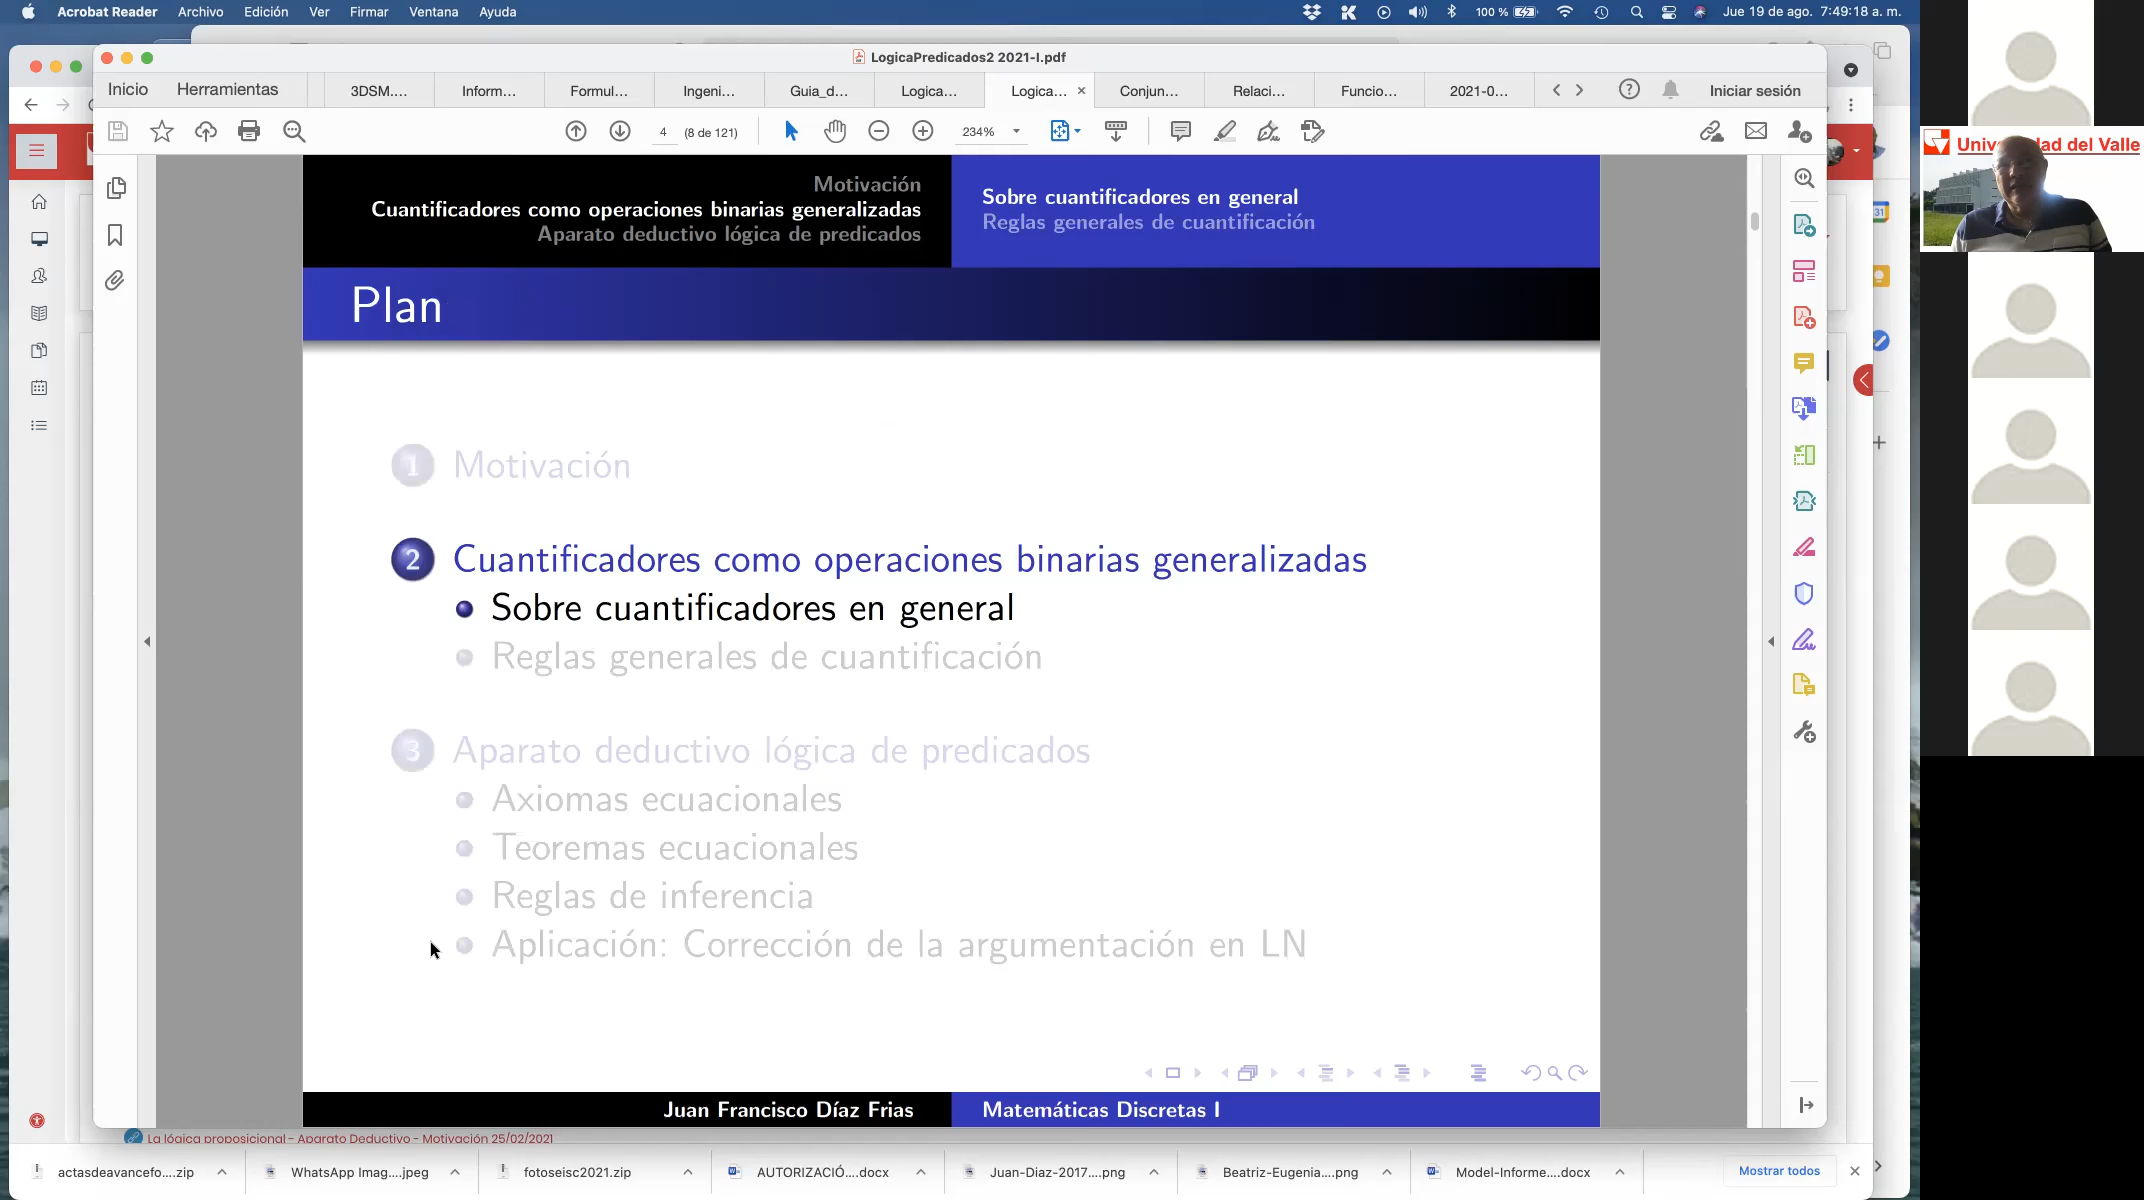 Acrobat Reader Archivo Edición Ver Firmar Ventana Ayuda 100 % Jue 19 de ago. 7:49:18 a. m.
LogicaPredicados2 2021-I.pdf
Inicio Herramientas 3DSM.... Inform... Formul... Ingeni... Guia_d... Logica... Logica... × Conjun... Relaci... Funcio... 2021-0... Iniciar sesión
4 (8 de 121) 234%
Motivación
Cuantificadores como operaciones binarias generalizadas
Aparato deductivo lógica de predicados
Sobre cuantificadores en general
Reglas generales de cuantificación
Plan
1 Motivación
2 Cuantificadores como operaciones binarias generalizadas
Sobre cuantificadores en general
Reglas generales de cuantificación
3 Aparato deductivo lógica de predicados
Axiomas ecuacionales
Teoremas ecuacionales
Reglas de inferencia
Aplicación: Corrección de la argumentación en LN
Juan Francisco Díaz Frias Matemáticas Discretas I
La lógica proposicional - Aparato Deductivo - Motivación 25/02/2021
actasdeavancefo....zip WhatsApp Imag....jpeg fotoseisc2021.zip AUTORIZACIÓ....docx Juan-Diaz-2017....png Beatriz-Eugenia....png Model-Informe....docx Mostrar todos
31
del Valle